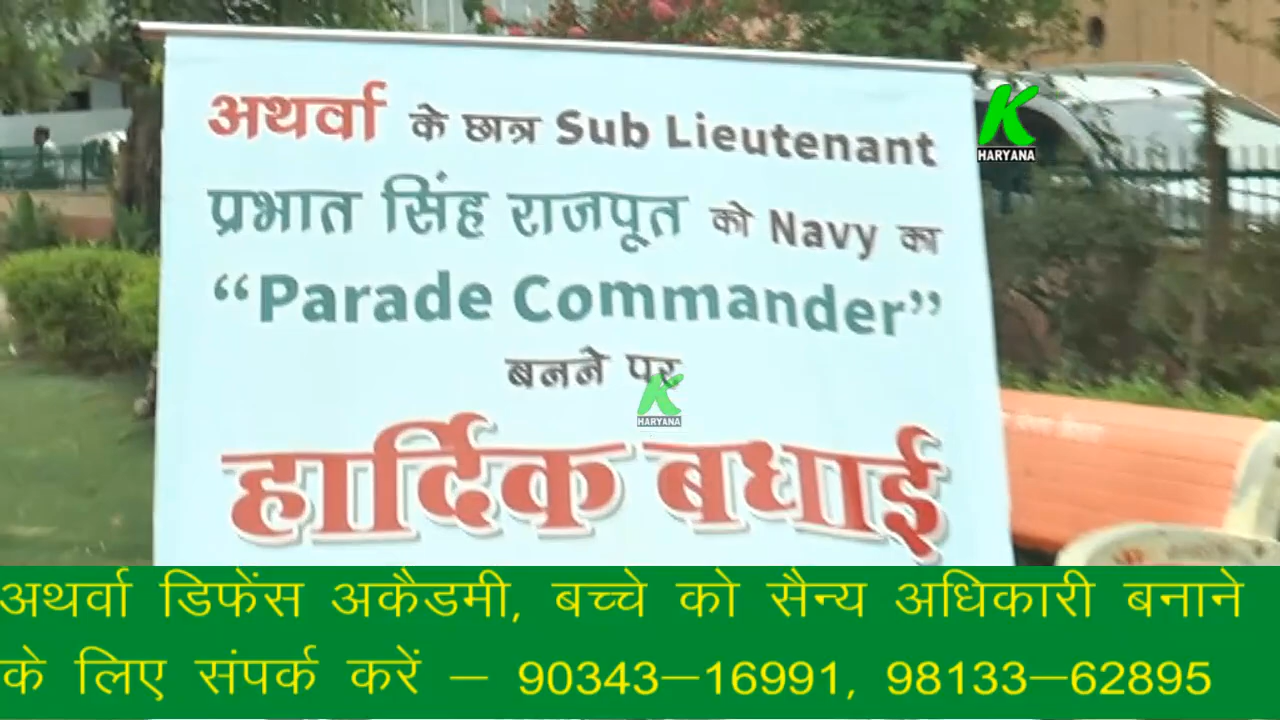 अथर्वा के छात्र Sub Lieutenant
प्रभात सिंह राजपूत को Navy का
“Parade Commander”
बनने पर
हार्दिक बधाई
K
HARYANA
K
HARYANA
अथर्वा डिफेंस अकैडमी, बच्चे को सैन्य अधिकारी बनाने
के लिए संपर्क करें – 90343–16991, 98133–62895